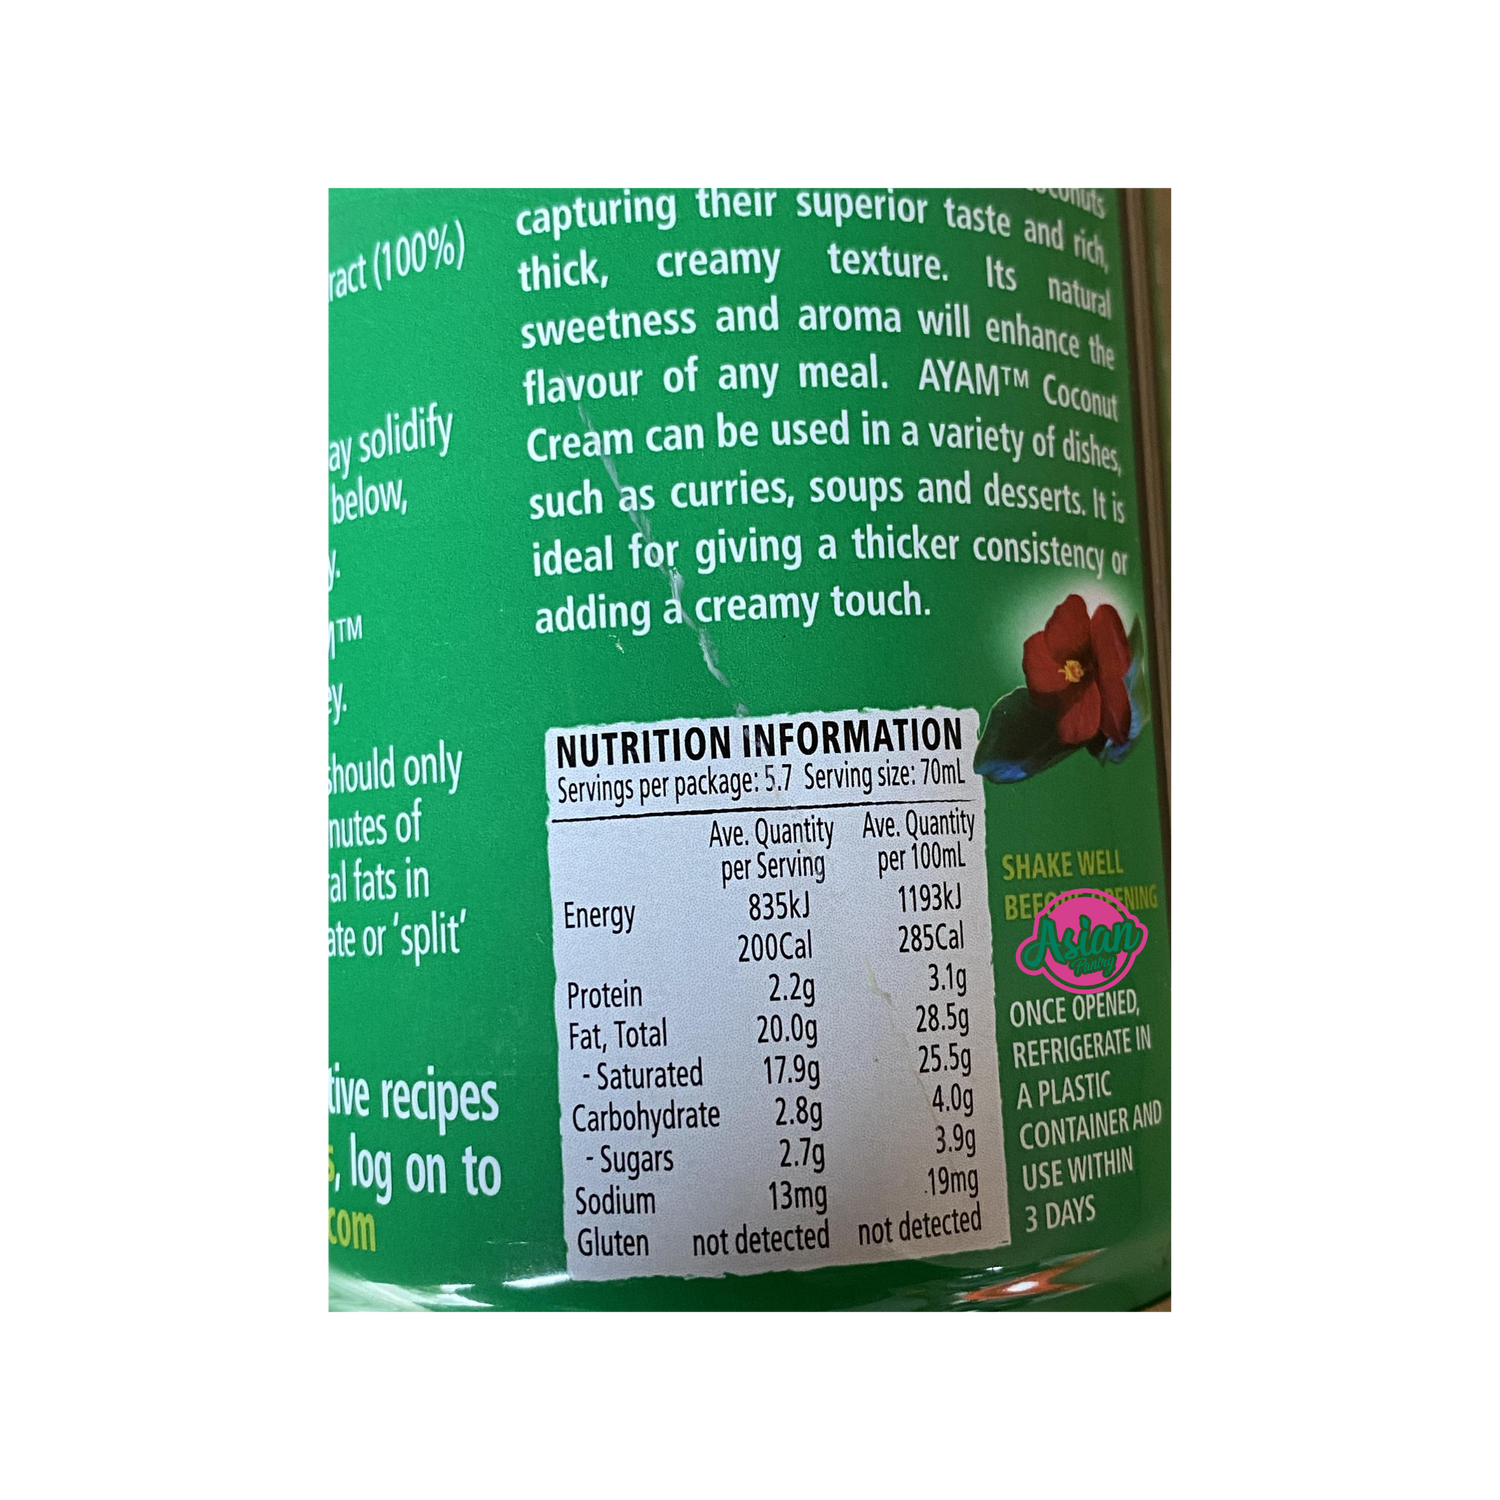 ract (100%)
ay solidify
below,
y.
TM
ey.
should only
nutes of
al fats in
ate or 'split'
tive recipes
, log on to
com
coconuts
capturing their superior taste and rich,
thick, creamy texture. Its natural
sweetness and aroma will enhance the
flavour of any meal. AYAM™ Coconut
Cream can be used in a variety of dishes,
such as curries, soups and desserts. It is
ideal for giving a thicker consistency or
adding a creamy touch.
NUTRITION INFORMATION
Servings per package: 5.7 Serving size: 70mL
Ave. Quantity Ave. Quantity
per Serving per 100mL
Energy 835kJ 1193kJ
200Cal 285Cal
Protein 2.2g 3.1g
Fat, Total 20.0g 28.5g
- Saturated 17.9g 25.5g
Carbohydrate 2.8g 4.0g
- Sugars 2.7g 3.9g
Sodium 13mg 19mg
Gluten not detected not detected
SHAKE WELL
BEFORE OPENING
Asian
Pantry
ONCE OPENED,
REFRIGERATE IN
A PLASTIC
CONTAINER AND
USE WITHIN
3 DAYS